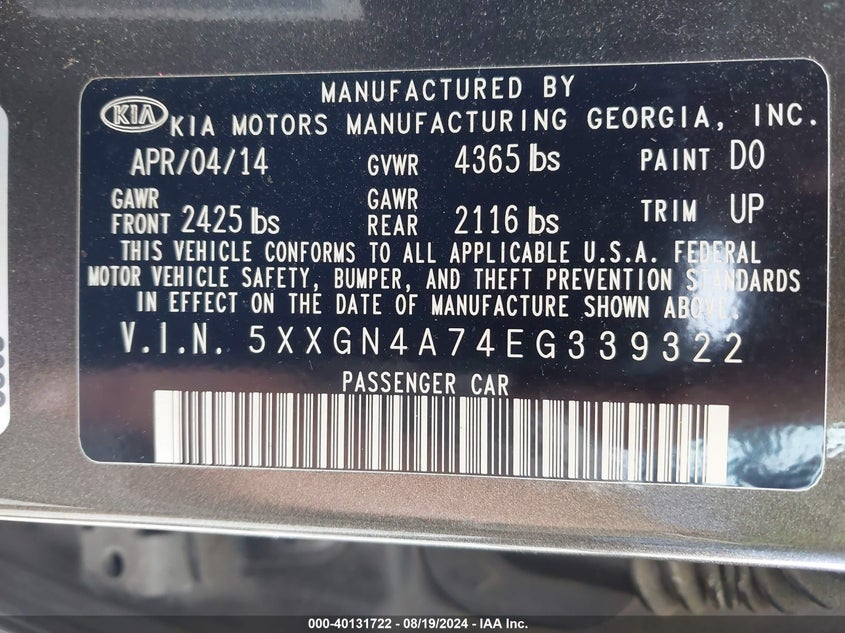 MANUFACTURED BY
KIA KIA MOTORS MANUFACTURING GEORGIA, INC.
APR/04/14 GVWR 4365 lbs PAINT D0
GAWR FRONT 2425 lbs GAWR REAR 2116 lbs TRIM UP
THIS VEHICLE CONFORMS TO ALL APPLICABLE U.S.A. FEDERAL
MOTOR VEHICLE SAFETY, BUMPER, AND THEFT PREVENTION STANDARDS
IN EFFECT ON THE DATE OF MANUFACTURE SHOWN ABOVE.
V.I.N. 5XXGN4A74EG339322
PASSENGER CAR
000-40131722 - 08/19/2024 - IAA Inc.